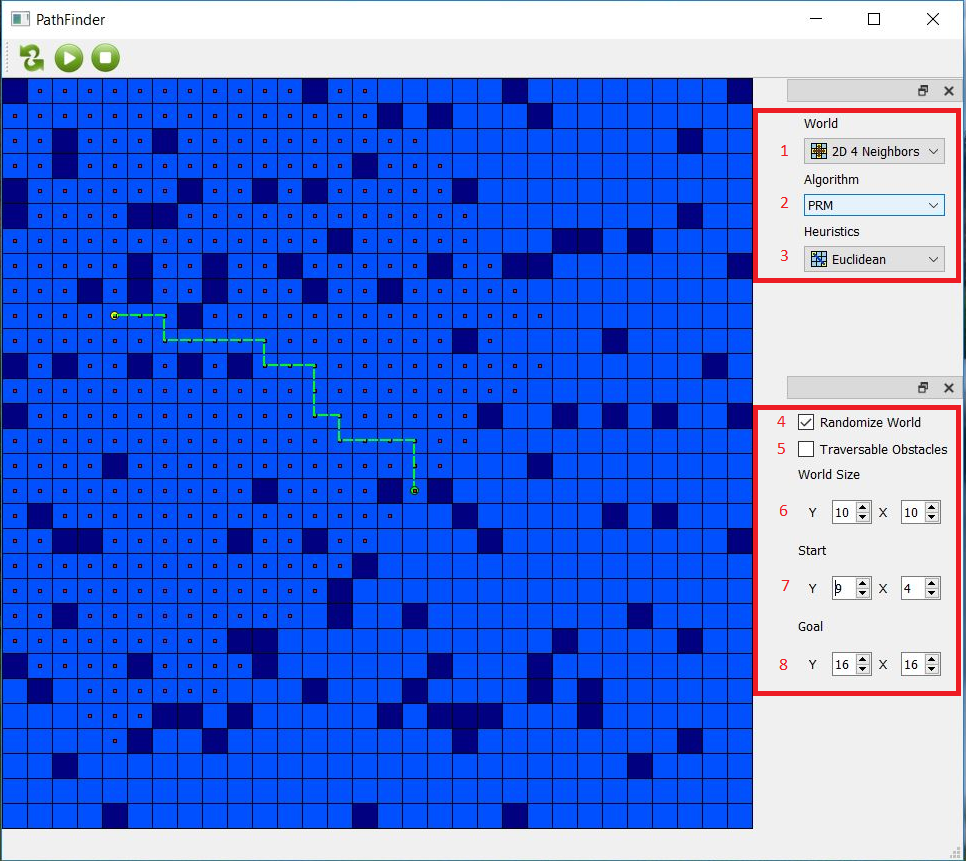 PathFinder
World
1 2D 4 Neighbors
Algorithm
2 PRM
Heuristics
3 Euclidean
4 Randomize World
5 Traversable Obstacles
World Size
6 Y 10 X 10
Start
7 Y 9 X 4
Goal
8 Y 16 X 16